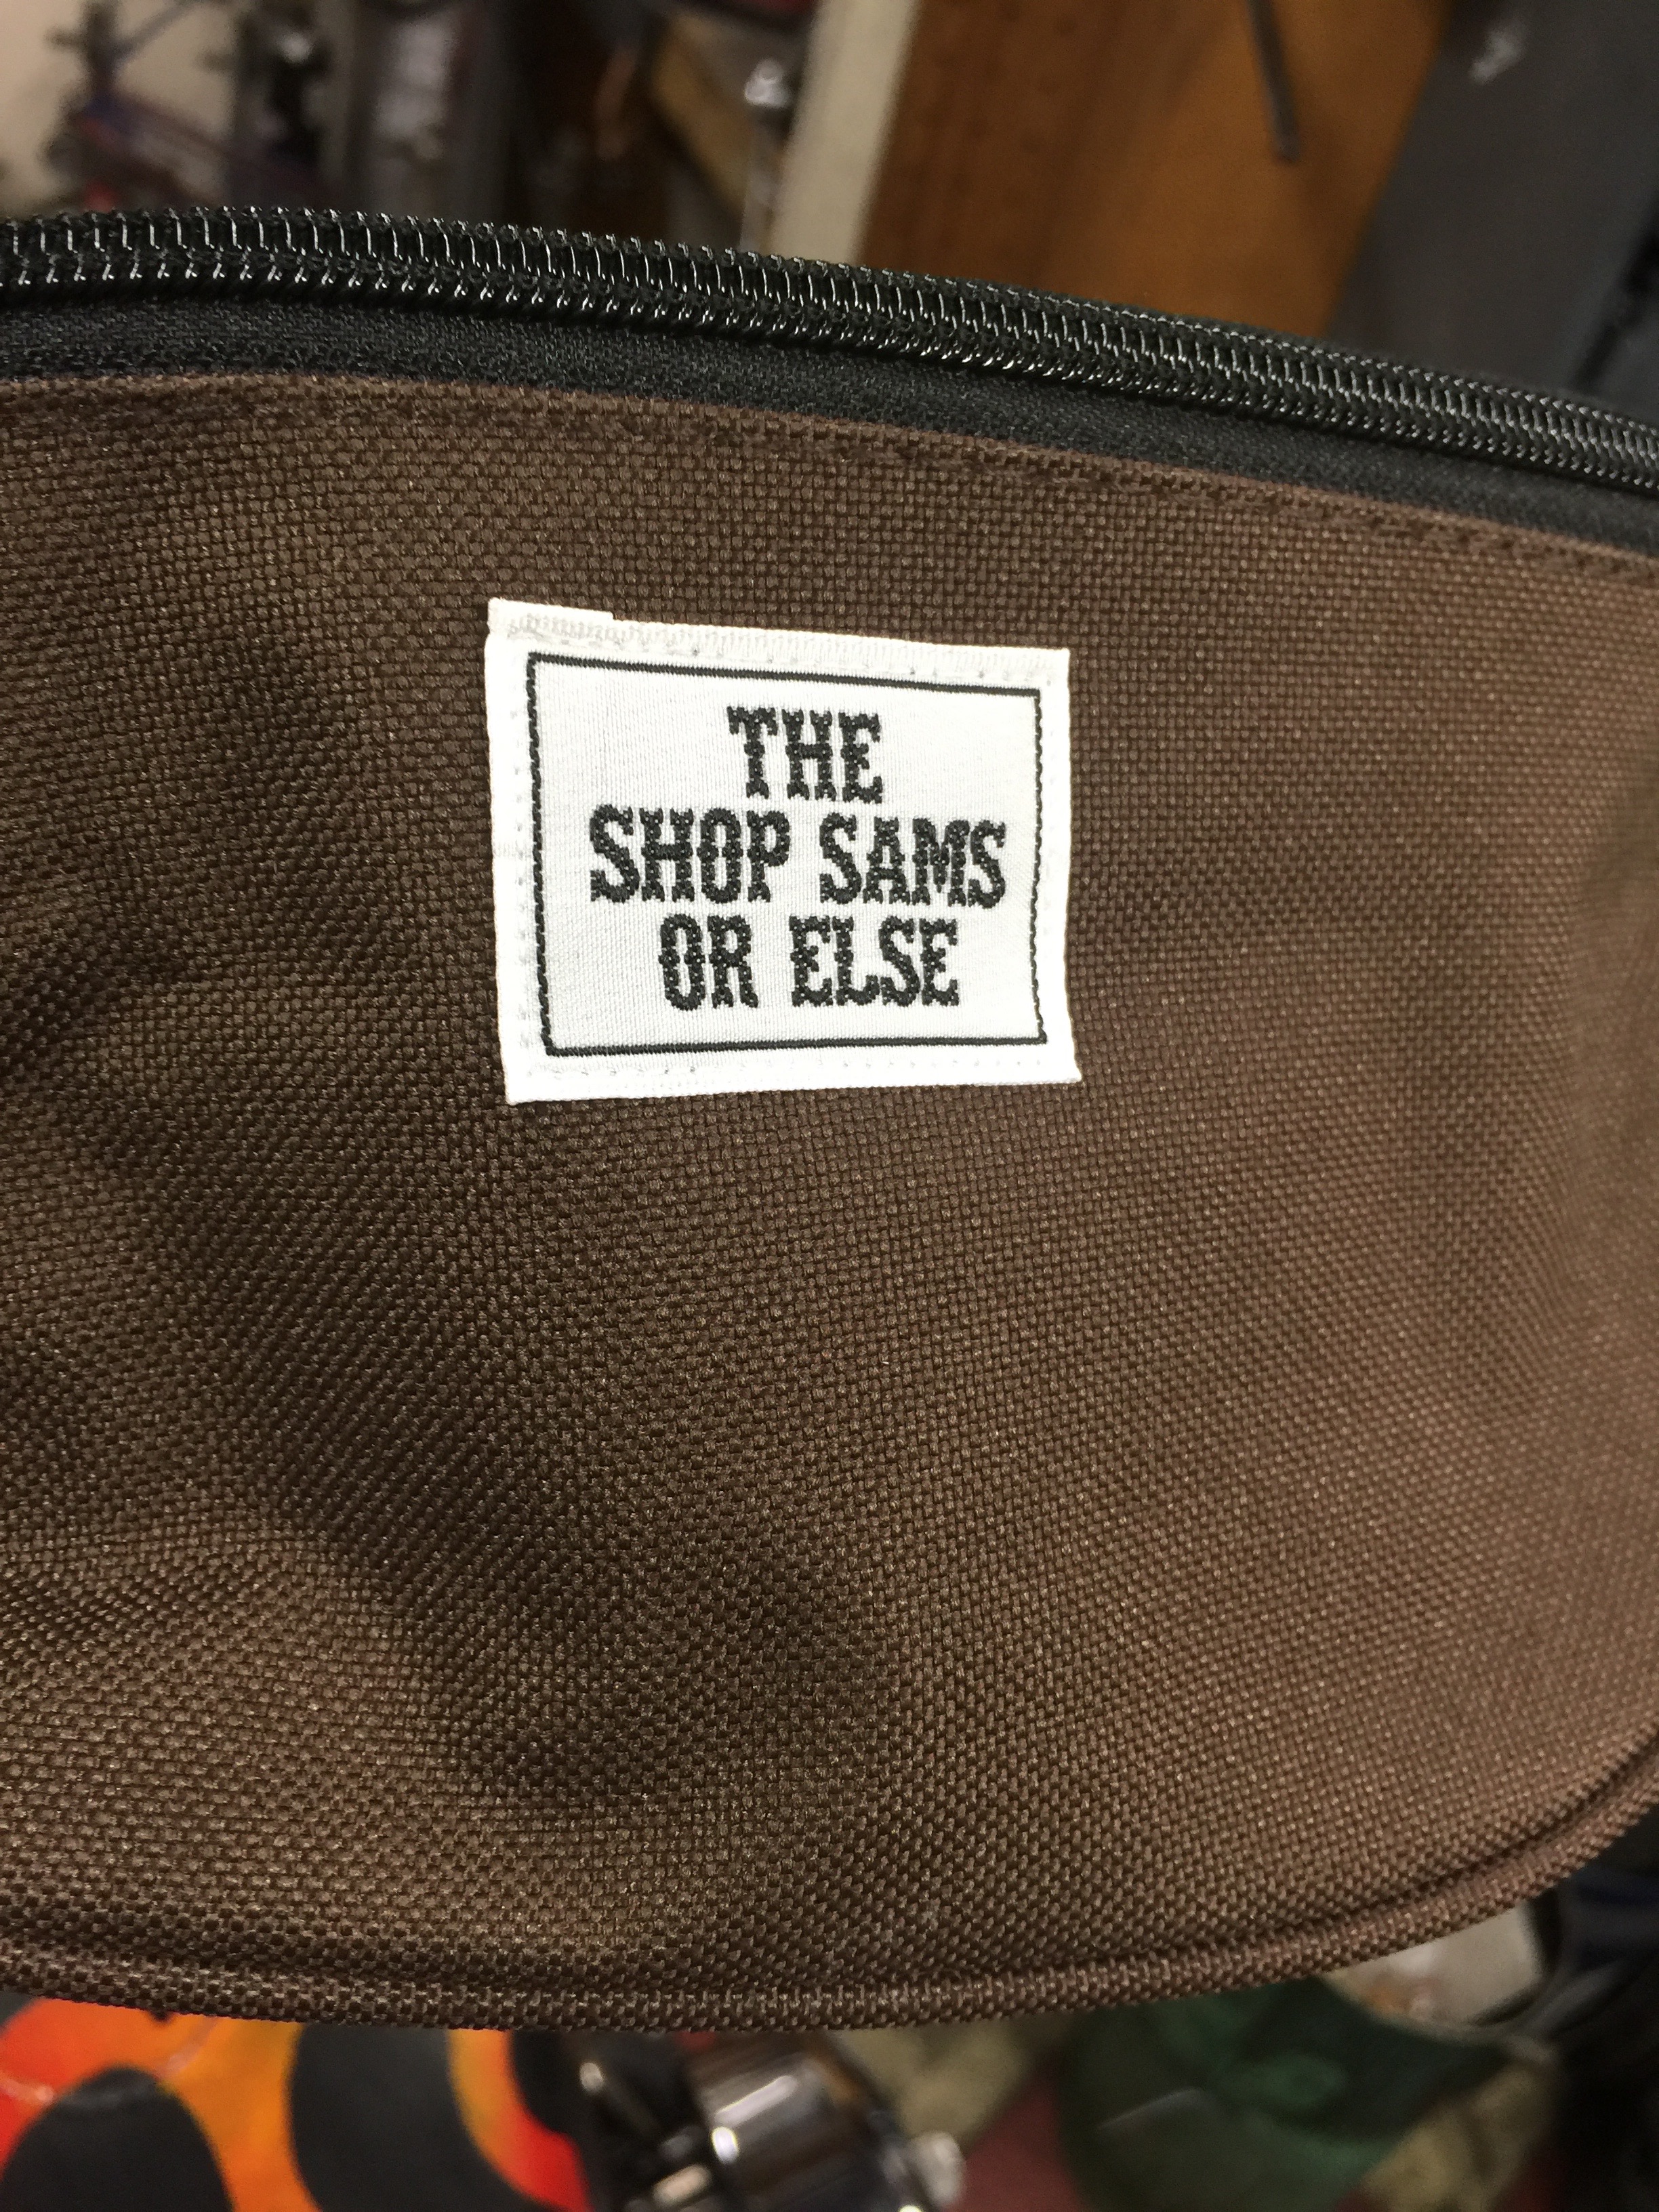 THE
SHOP SAMS
OR ELSE